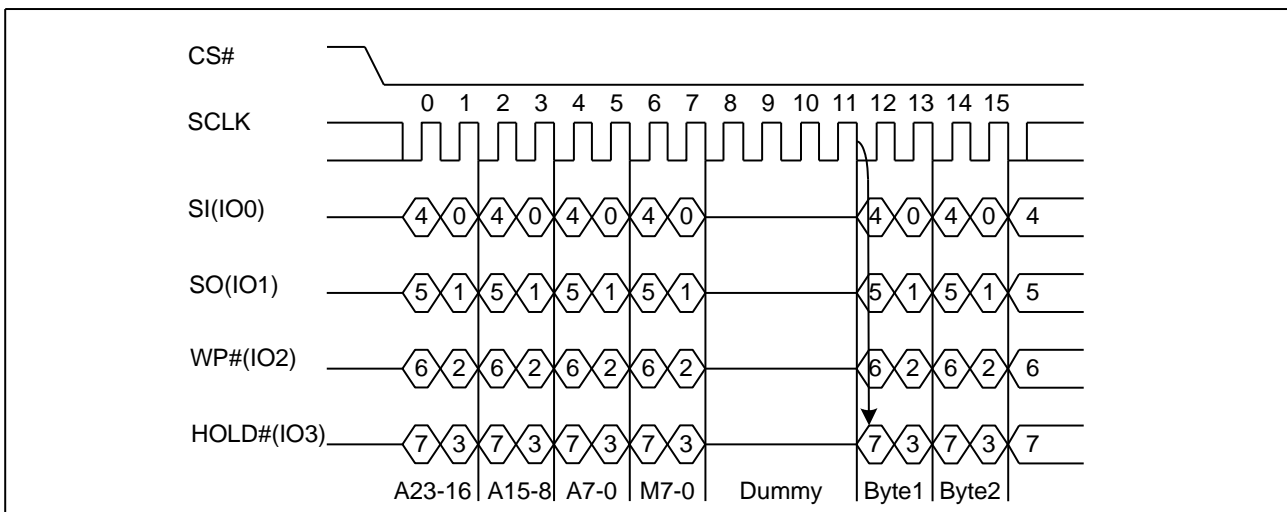 CS#
0 1 2 3 4 5 6 7 8 9 10 11 12 13 14 15
SCLK
SI(IO0) 4 0 4 0 4 0 4 0 4 0 4 0 4
SO(IO1) 5 1 5 1 5 1 5 1 5 1 5 1 5
WP#(IO2) 6 2 6 2 6 2 6 2 6 2 6 2 6
HOLD#(IO3) 7 3 7 3 7 3 7 3 7 3 7 3 7
A23-16 A15-8 A7-0 M7-0 Dummy Byte1 Byte2